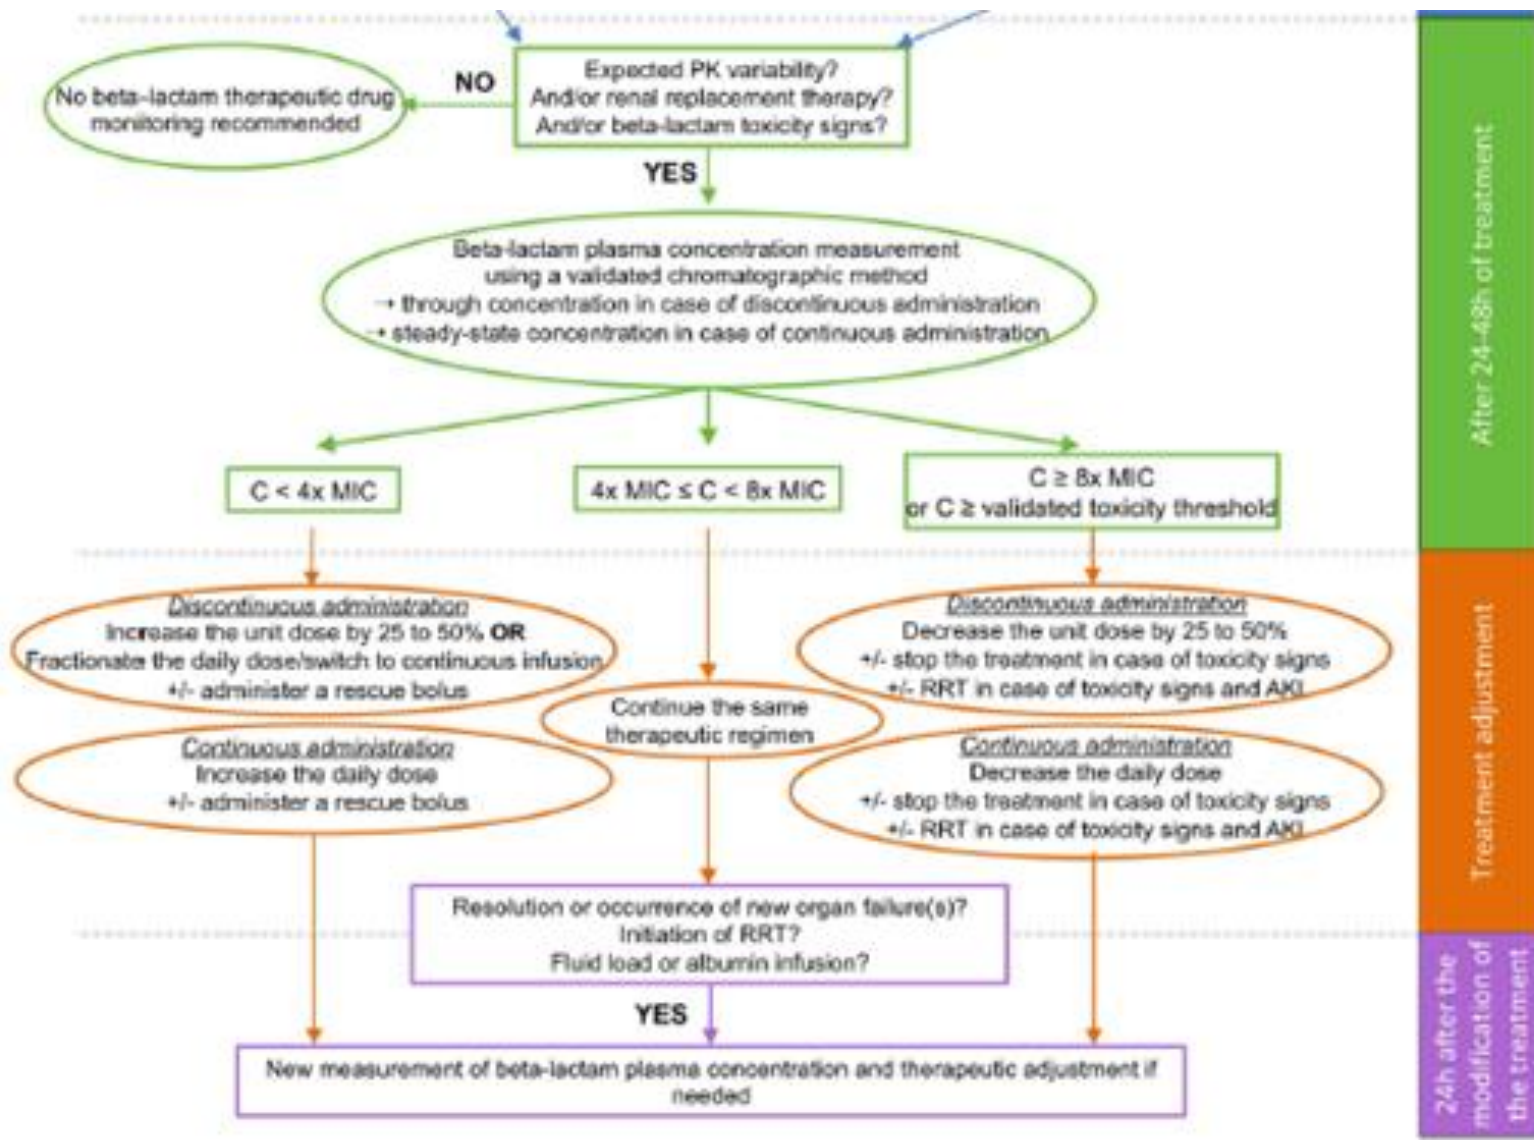 Expected PK variability?
And/or renal replacement therapy?
And/or beta-lactam toxicity signs?
NO
No beta-lactam therapeutic drug
monitoring recommended
YES
Beta-lactam plasma concentration measurement
using a validated chromatographic method
→ through concentration in case of discontinuous administration
→ steady-state concentration in case of continuous administration
After 24-48h of treatment
C < 4x MIC
4x MIC ≤ C < 8x MIC
C ≥ 8x MIC
or C ≥ validated toxicity threshold
Discontinuous administration
Increase the unit dose by 25 to 50% OR
Fractionate the daily dose/switch to continuous infusion
+/- administer a rescue bolus
Continuous administration
Increase the daily dose
+/- administer a rescue bolus
Continue the same
therapeutic regimen
Discontinuous administration
Decrease the unit dose by 25 to 50%
+/- stop the treatment in case of toxicity signs
+/- RRT in case of toxicity signs and AKI
Continuous administration
Decrease the daily dose
+/- stop the treatment in case of toxicity signs
+/- RRT in case of toxicity signs and AKI
Treatment adjustment
Resolution or occurrence of new organ failure(s)?
Initiation of RRT?
Fluid load or albumin infusion?
YES
New measurement of beta-lactam plasma concentration and therapeutic adjustment if
needed
24h after the
modification of
the treatment